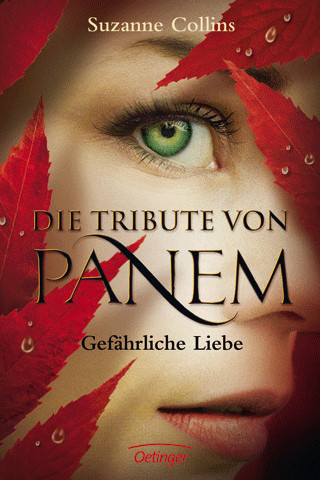 Suzanne Collins
DIE TRIBUTE VON
PANEM
Gefährliche Liebe
Oetinger